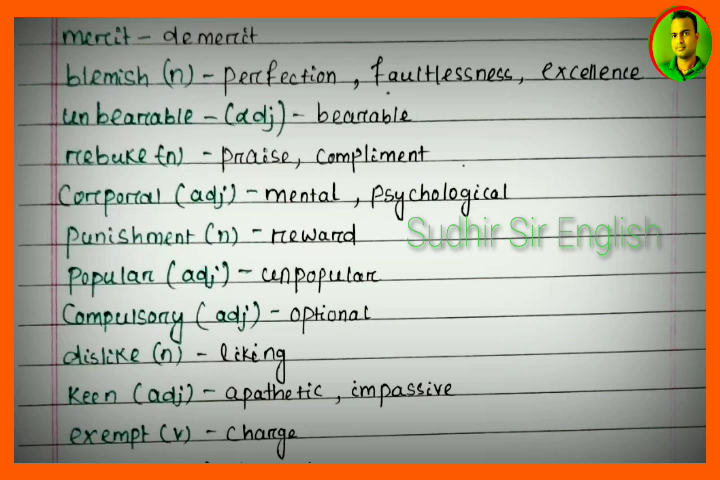 merit - demerit
blemish (n) - perfection, faultlessness, excellence
unbearable - (adj) - bearable
rebuke (n) - praise, compliment
Corporal (adj) - mental, psychological
punishment (n) - reward
Sudhir Sir English
popular (adj) - unpopular
Compulsory (adj) - optional
dislike (n) - liking
Keen (adj) - apathetic, impassive
exempt (v) - Charge